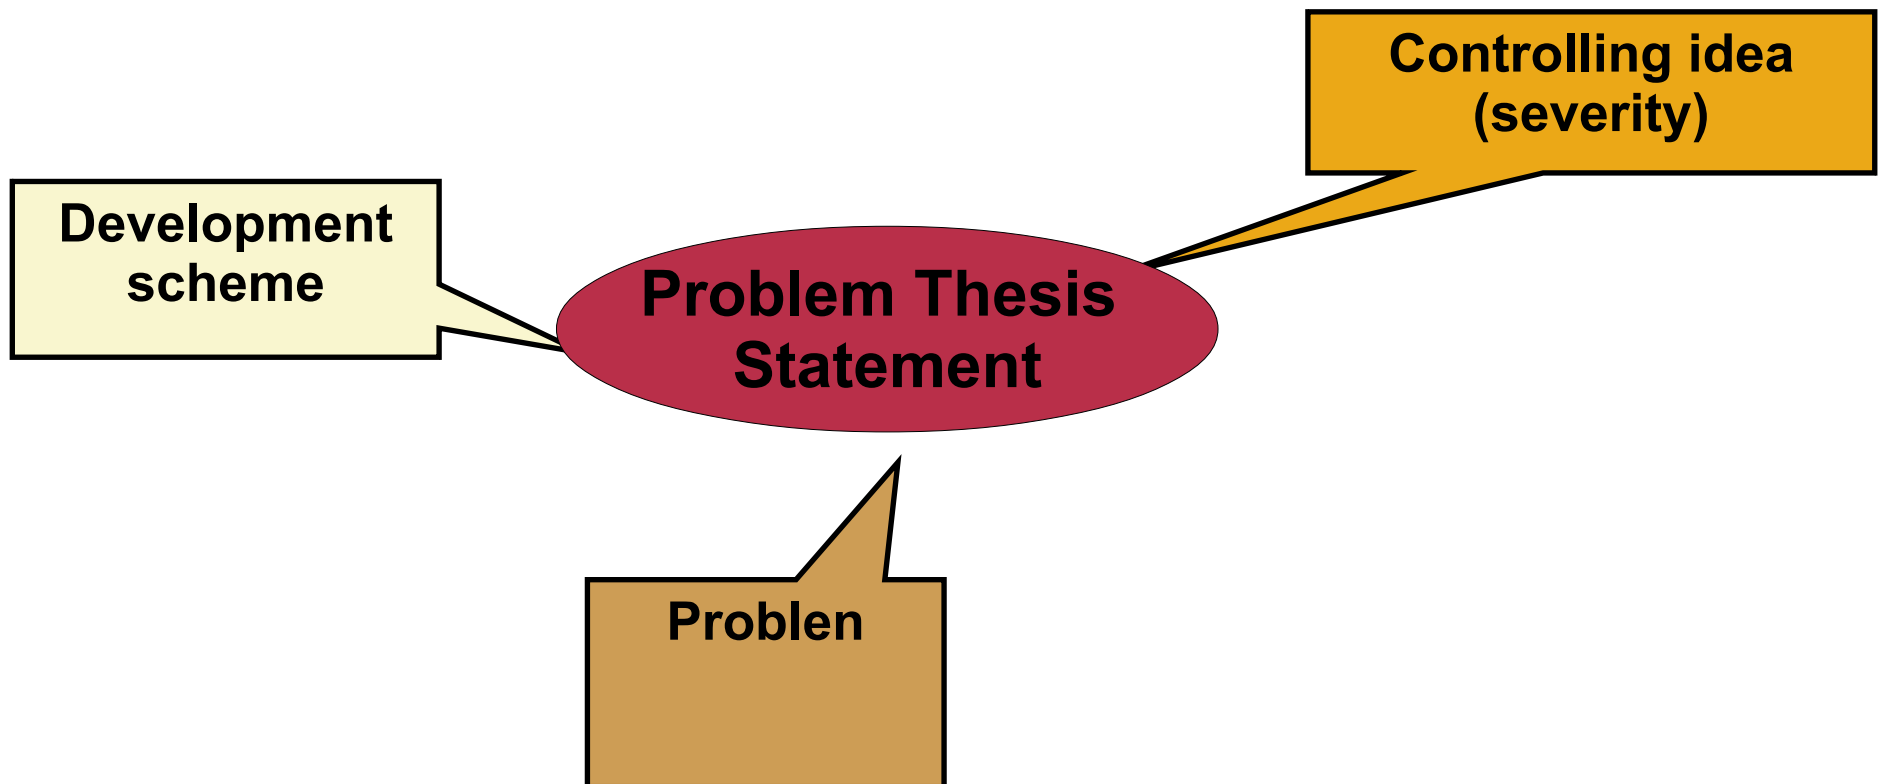 Controlling idea
(severity)
Development
scheme
Problem Thesis
Statement
Problen